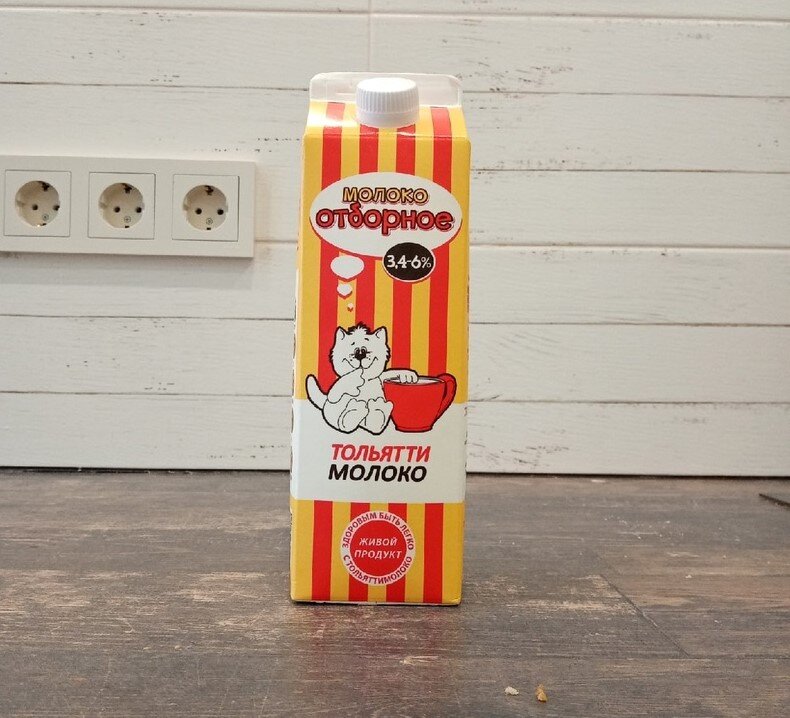 МОЛОКО
ОТБОРНОЕ
3,4-6%
ТОЛЬЯТТИ
МОЛОКО
ЗДОРОВЫМ БЫТЬ ЛЕГКО
ЖИВОЙ
ПРОДУКТ
С ТОЛЬЯТТИМОЛОКО